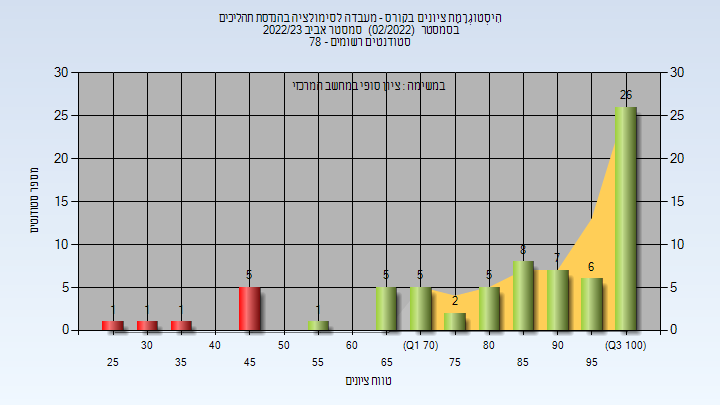 היסטוגרמת ציונים בקורס - מעבדה לסימולציה בהנדסת תהליכים
בסמסטר (02/2022) סמסטר אביב 2022/23
סטודנטים רשומים - 78
במשימה : ציון סופי במחשב המרכזי
מספר סטודנטים
30 30
25 25
20 20
15 15
10 10
5 5
0 0
1 1 1 5 1 5 5 2 5 8 7 6 26
30 40 50 60 (Q1 70) 80 90 (Q3 100)
25 35 45 55 65 75 85 95
טווח ציונים